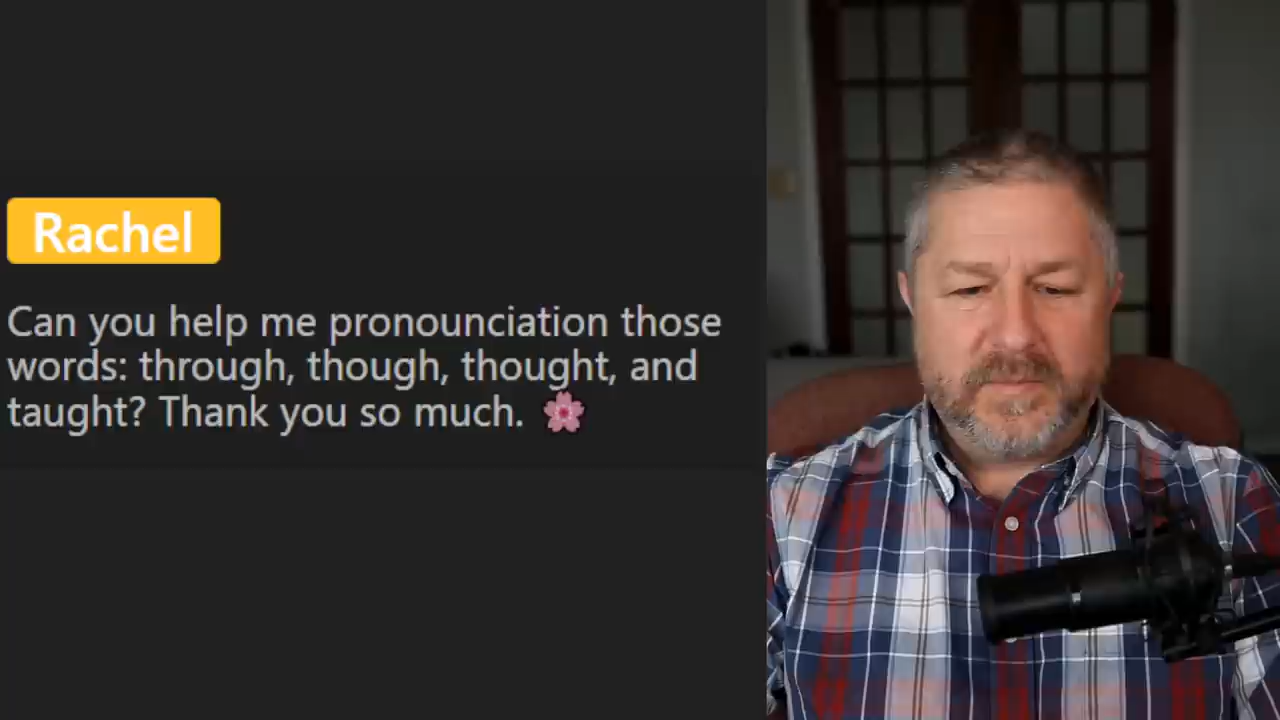 Rachel
Can you help me pronounciation those
words: through, though, thought, and
taught? Thank you so much. 🌸